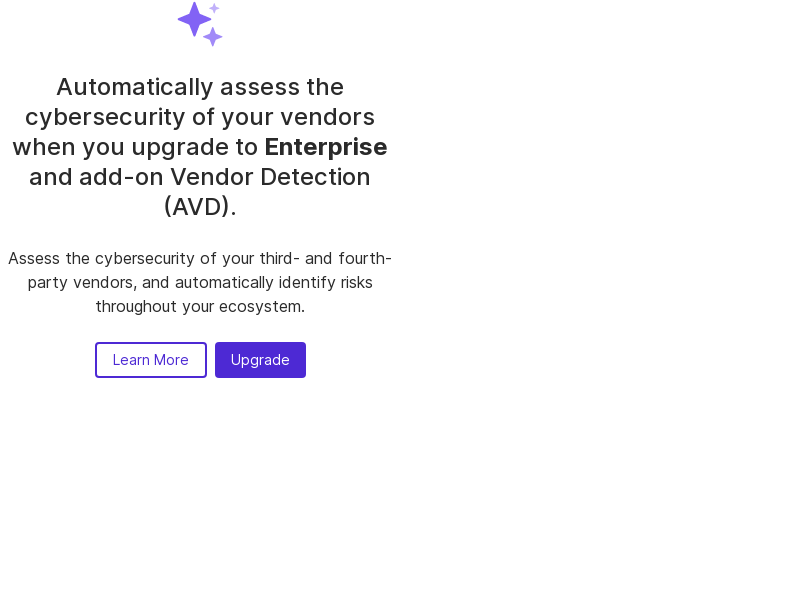 Automatically assess the
cybersecurity of your vendors
when you upgrade to Enterprise
and add-on Vendor Detection
(AVD).
Assess the cybersecurity of your third- and fourth-
party vendors, and automatically identify risks
throughout your ecosystem.
Learn More
Upgrade